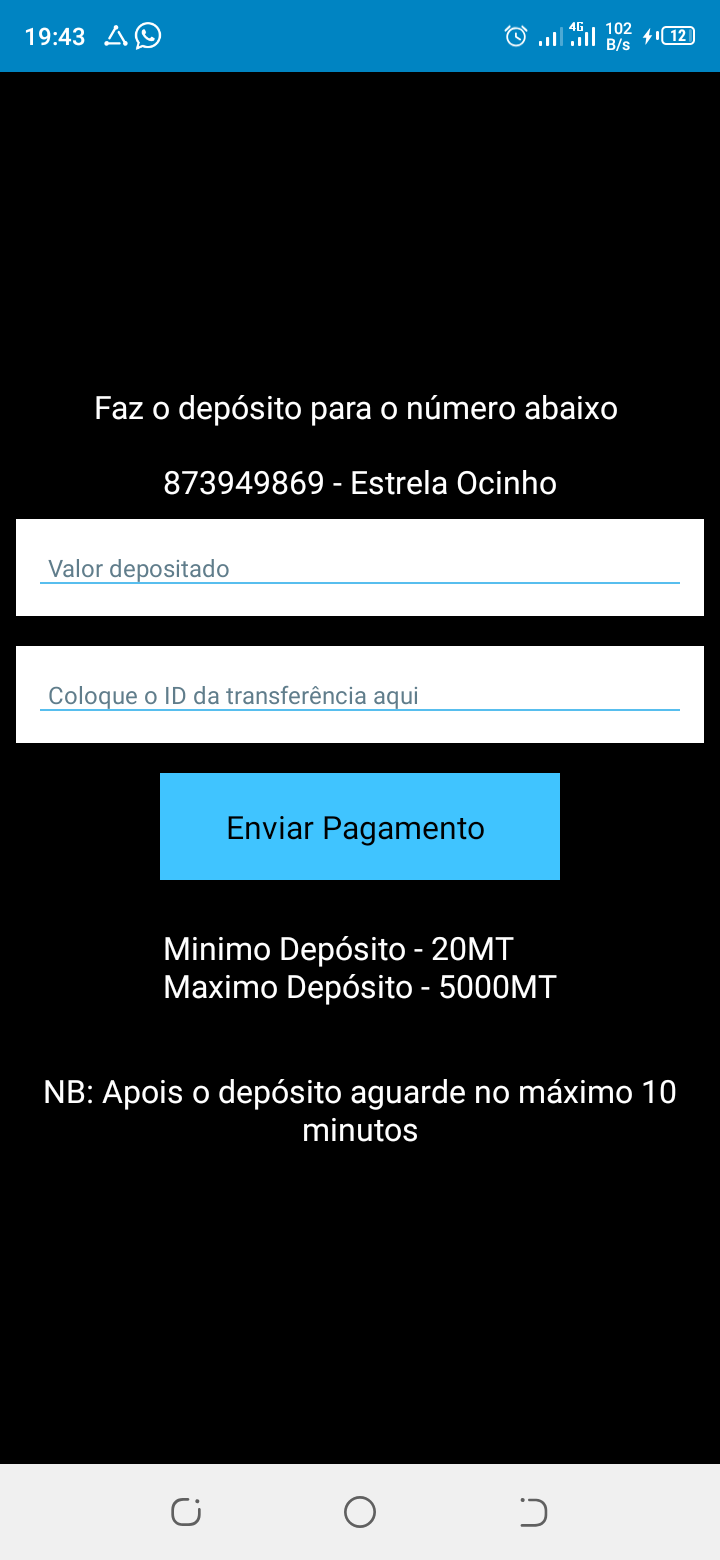 19:43 4G 102 B/s 12
Faz o depósito para o número abaixo
873949869 - Estrela Ocinho
Valor depositado
Coloque o ID da transferência aqui
Enviar Pagamento
Minimo Depósito - 20MT
Maximo Depósito - 5000MT
NB: Apois o depósito aguarde no máximo 10
minutos